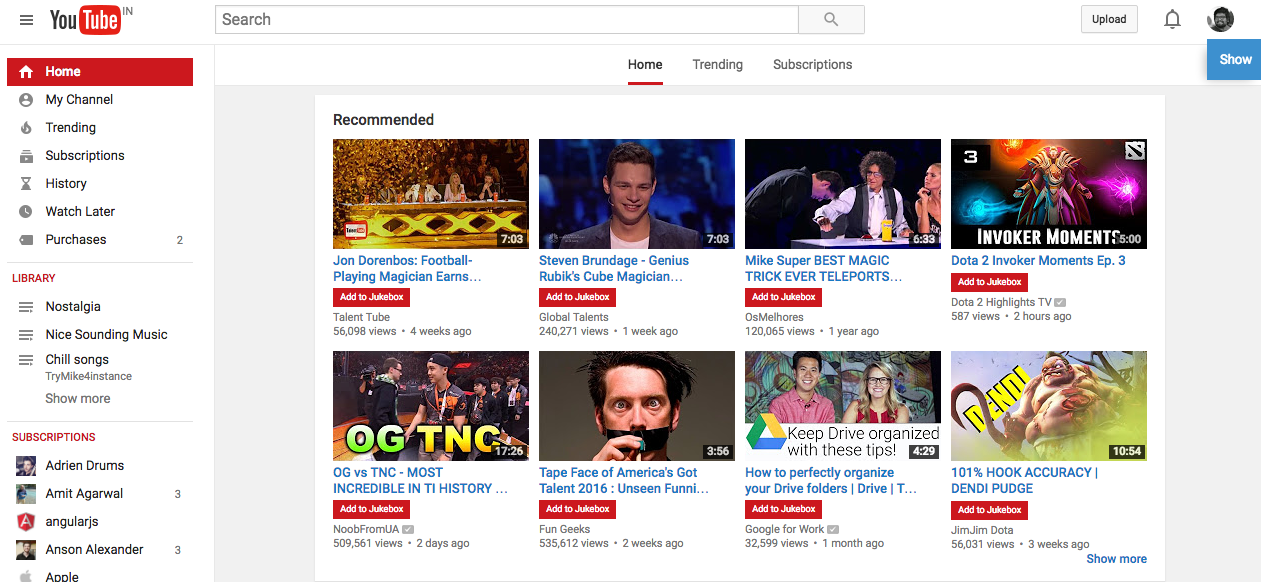 YouTube IN
Search
Upload
Show
Home
My Channel
Trending
Subscriptions
History
Watch Later
Purchases 2
LIBRARY
Nostalgia
Nice Sounding Music
Chill songs
TryMike4instance
Show more
SUBSCRIPTIONS
Adrien Drums
Amit Agarwal 3
angularjs
Anson Alexander 3
Apple
Home Trending Subscriptions
Recommended
XXX
7:03
Jon Dorenbos: Football-
Playing Magician Earns…
Add to Jukebox
Talent Tube
56,098 views • 4 weeks ago
7:03
Steven Brundage - Genius
Rubik's Cube Magician…
Add to Jukebox
Global Talents
240,271 views • 1 week ago
6:33
Mike Super BEST MAGIC
TRICK EVER TELEPORTS…
Add to Jukebox
OsMelhores
120,065 views • 1 year ago
3
INVOKER MOMENTS
5:00
Dota 2 Invoker Moments Ep. 3
Add to Jukebox
Dota 2 Highlights TV
587 views • 2 hours ago
OG TNC
17:26
OG vs TNC - MOST
INCREDIBLE IN TI HISTORY …
Add to Jukebox
NoobFromUA
509,561 views • 2 days ago
3:56
Tape Face of America's Got
Talent 2016 : Unseen Funni…
Add to Jukebox
Fun Geeks
535,612 views • 2 weeks ago
Keep Drive organized
with these tips!
4:29
How to perfectly organize
your Drive folders | Drive | T…
Add to Jukebox
Google for Work
32,599 views • 1 month ago
DENDI
10:54
101% HOOK ACCURACY |
DENDI PUDGE
Add to Jukebox
JimJim Dota
56,031 views • 3 weeks ago
Show more